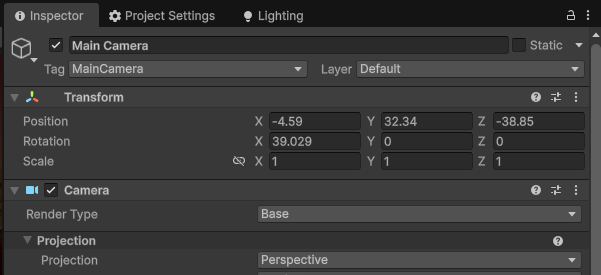 Inspector Project Settings Lighting
Main Camera Static
Tag MainCamera Layer Default
Transform
Position X -4.59 Y 32.34 Z -38.85
Rotation X 39.029 Y 0 Z 0
Scale X 1 Y 1 Z 1
Camera
Render Type Base
Projection
Projection Perspective